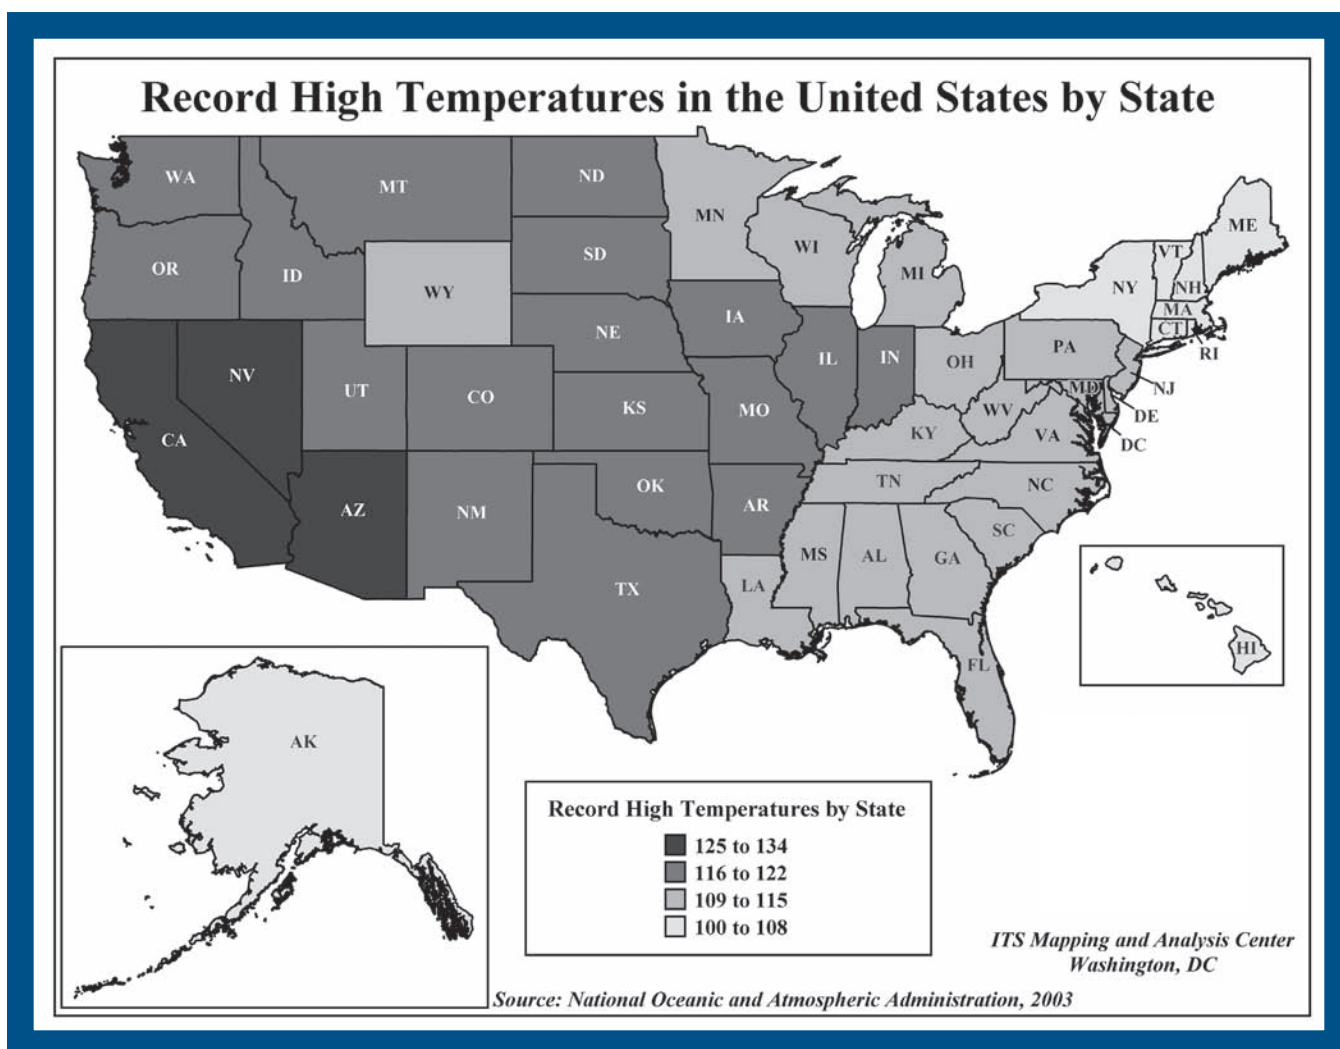 Record High Temperatures in the United States by State
WA
MT
ND
MN
ME
VT
WI
OR
ID
SD
MI
NY
NH
WY
MA
IA
CT
NE
PA
RI
IL
IN
OH
NV
UT
CO
MD
NJ
KS
MO
WV
DE
CA
KY
VA
DC
TN
NC
OK
AZ
NM
AR
SC
MS
AL
GA
TX
LA
HI
FL
AK
Record High Temperatures by State
125 to 134
116 to 122
109 to 115
100 to 108
ITS Mapping and Analysis Center
Washington, DC
Source: National Oceanic and Atmospheric Administration, 2003